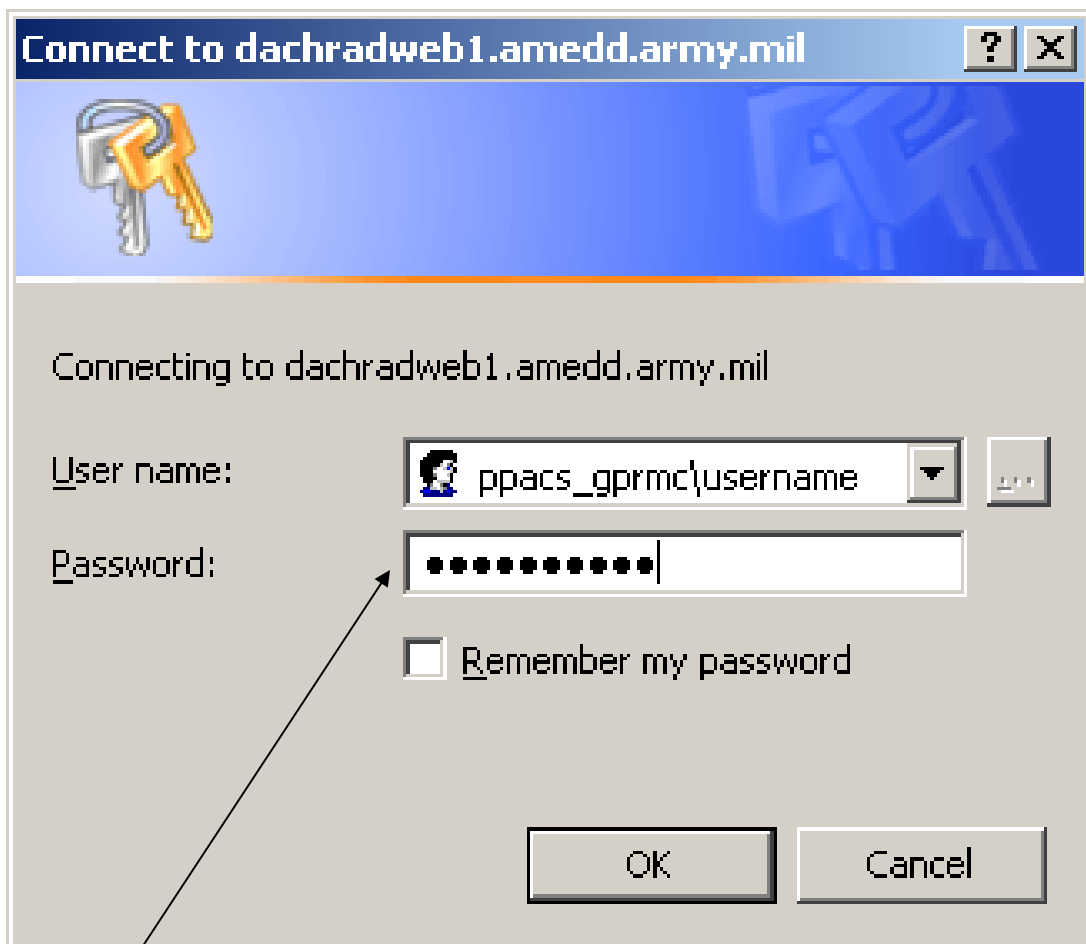 Connect to dachradweb1.amedd.army.mil
Connecting to dachradweb1.amedd.army.mil
User name:
ppacs_gprmc\username
...
Password:
••••••••••
Remember my password
OK
Cancel